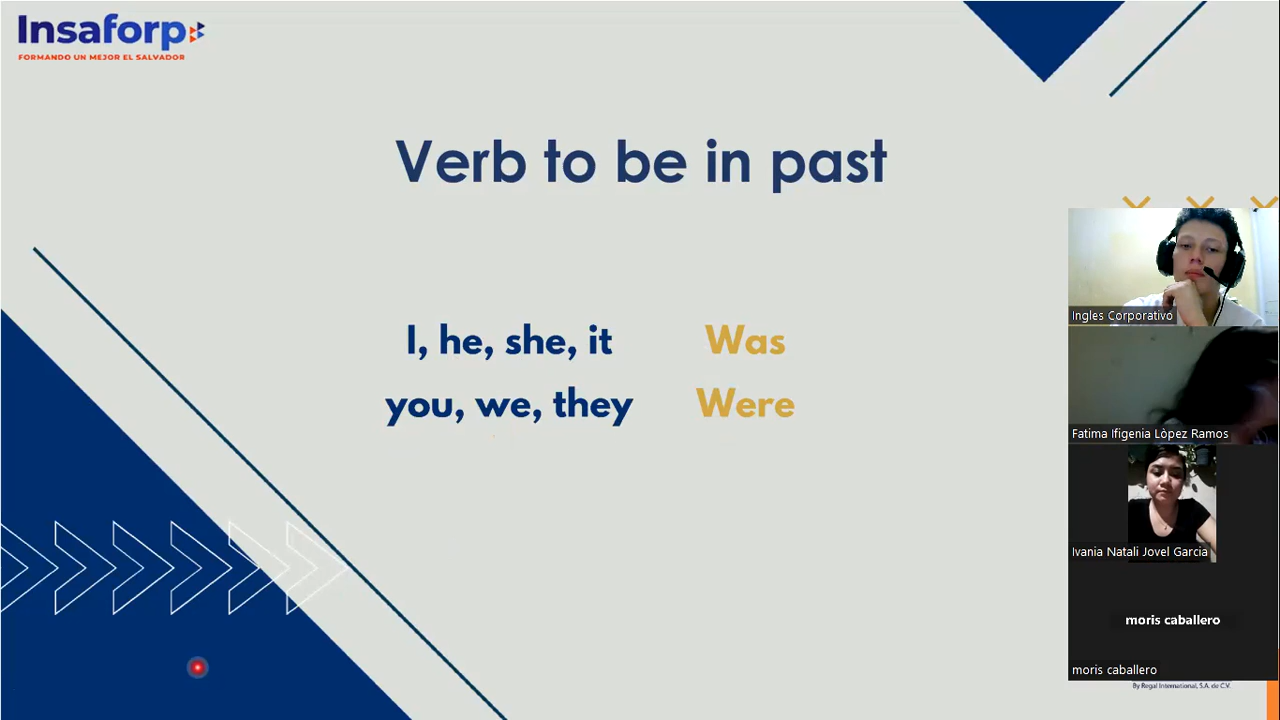 Insaforp
FORMANDO UN MEJOR EL SALVADOR
Verb to be in past
I, he, she, it Was
you, we, they Were
Ingles Corporativo
Fatima Ifigenia Lòpez Ramos
Ivania Natali Jovel Garcia
moris caballero
moris caballero
By Regal International, S.A. de C.V.